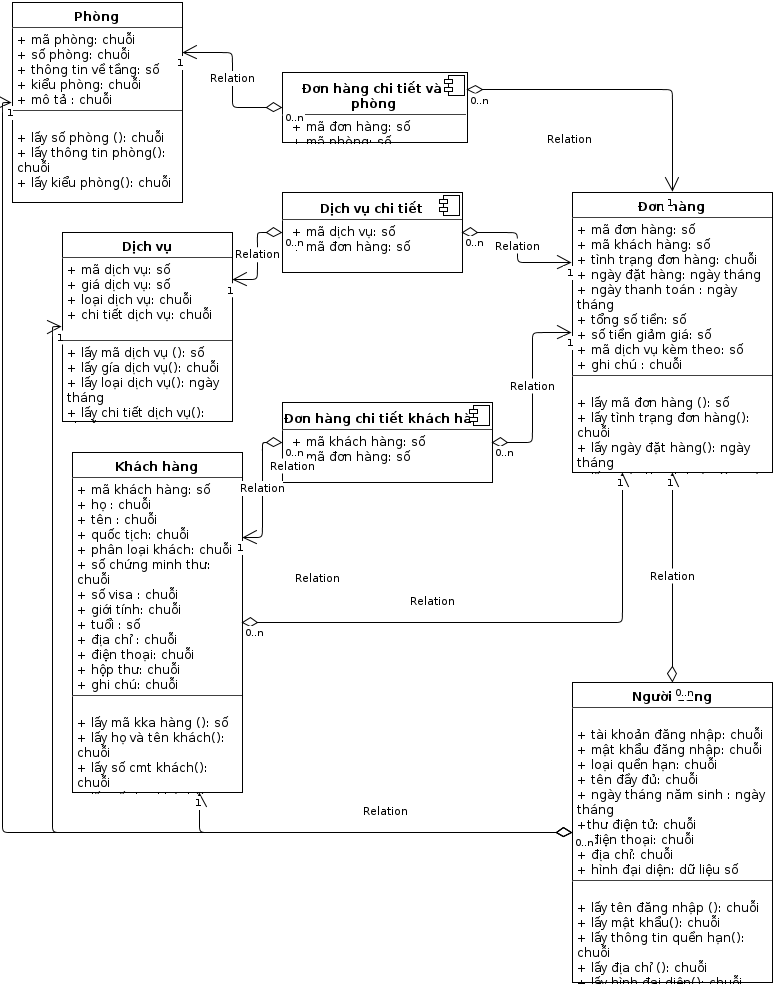 Phòng
+ mã phòng: chuỗi
+ số phòng: chuỗi
+ thông tin về tầng: số
+ kiểu phòng: chuỗi
+ mô tả : chuỗi
+ lấy số phòng (): chuỗi
+ lấy thông tin phòng():
chuỗi
+ lấy kiểu phòng(): chuỗi
1
1
Relation
0..n
Đơn hàng chi tiết và
phòng
+ mã đơn hàng: số
+ mã phòng: số
0..n
Relation
1
Dịch vụ chi tiết
+ mã dịch vụ: số
mã đơn hàng: số
0..n
0..n
Relation
Relation
1
1
Dịch vụ
+ mã dịch vụ: số
+ giá dịch vụ: số
+ loại dịch vụ: chuỗi
+ chi tiết dịch vụ: chuỗi
+ lấy mã dịch vụ (): số
+ lấy gía dịch vụ(): chuỗi
+ lấy loại dịch vụ(): ngày
tháng
+ lấy chi tiết dịch vụ():
1
Đơn hàng
+ mã đơn hàng: số
+ mã khách hàng: số
+ tình trạng đơn hàng: chuỗi
+ ngày đặt hàng: ngày tháng
+ ngày thanh toán : ngày
tháng
+ tổng số tiền: số
+ số tiền giảm giá: số
+ mã dịch vụ kèm theo: số
+ ghi chú : chuỗi
+ lấy mã đơn hàng (): số
+ lấy tình trạng đơn hàng():
chuỗi
+ lấy ngày đặt hàng(): ngày
tháng
1
Relation
Đơn hàng chi tiết khách hà
+ mã khách hàng: số
mã đơn hàng: số
0..n
0..n
Relation
Relation
1
Khách hàng
+ mã khách hàng: số
+ họ : chuỗi
+ tên : chuỗi
+ quốc tịch: chuỗi
+ phân loại khách: chuỗi
+ số chứng minh thư:
chuỗi
+ số visa : chuỗi
+ giới tính: chuỗi
+ tuổi : số
+ địa chỉ : chuỗi
+ điện thoại: chuỗi
+ hộp thư: chuỗi
+ ghi chú: chuỗi
+ lấy mã kka hàng (): số
+ lấy họ và tên khách():
chuỗi
+ lấy số cmt khách():
chuỗi
1
0..n
Relation
Relation
1
1
Relation
0..n
Người dùng
+ tài khoản đăng nhập: chuỗi
+ mật khẩu đăng nhập: chuỗi
+ loại quền hạn: chuỗi
+ tên đầy đủ: chuỗi
+ ngày tháng năm sinh : ngày
tháng
+thư điện tử: chuỗi
điện thoại: chuỗi
+ địa chỉ: chuỗi
+ hình đại diện: dữ liệu số
+ lấy tên đăng nhập (): chuỗi
+ lấy mật khẩu(): chuỗi
+ lấy thông tin quền hạn():
chuỗi
+ lấy địa chỉ (): chuỗi
+ lấy hình đại diện(): chuỗi
0..n
Relation